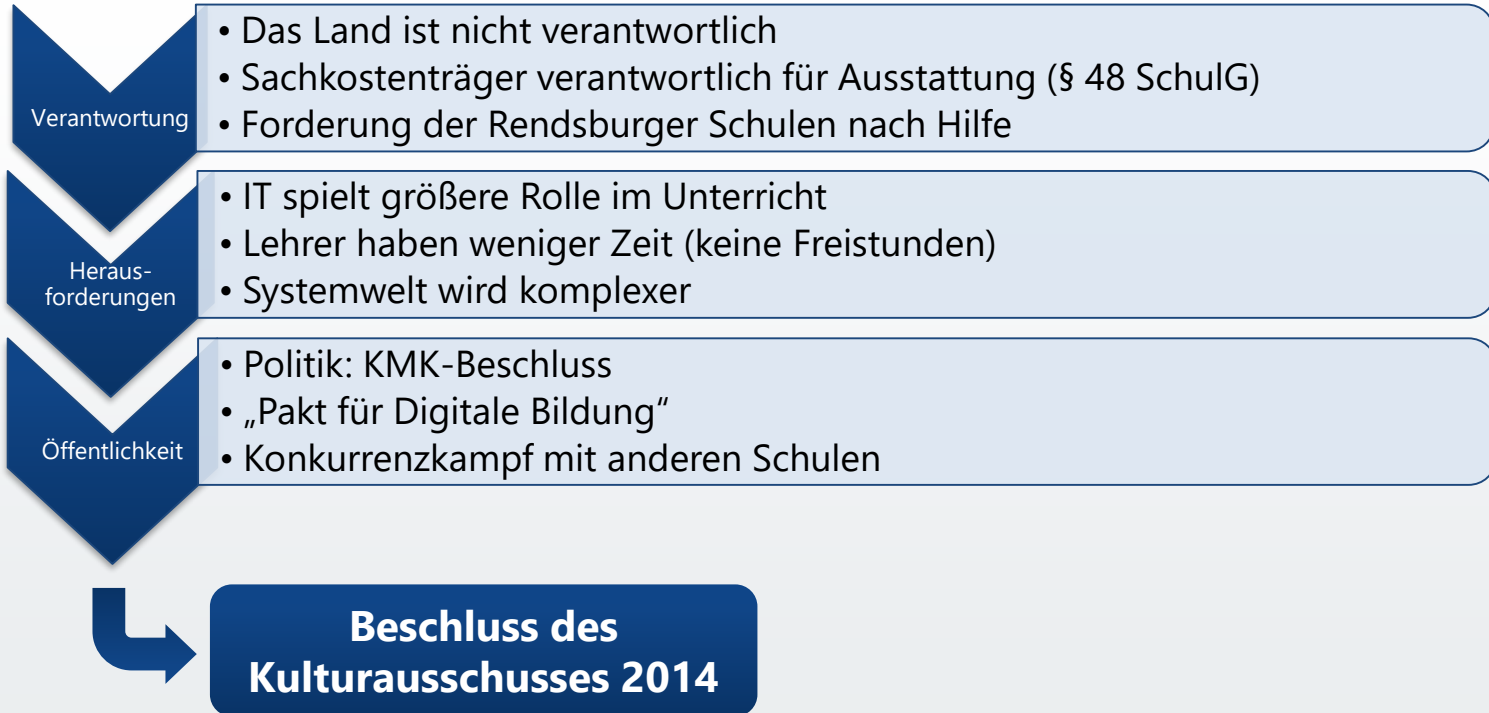 Verantwortung
• Das Land ist nicht verantwortlich
• Sachkostenträger verantwortlich für Ausstattung (§ 48 SchulG)
• Forderung der Rendsburger Schulen nach Hilfe
Heraus-
forderungen
• IT spielt größere Rolle im Unterricht
• Lehrer haben weniger Zeit (keine Freistunden)
• Systemwelt wird komplexer
Öffentlichkeit
• Politik: KMK-Beschluss
• „Pakt für Digitale Bildung“
• Konkurrenzkampf mit anderen Schulen
Beschluss des
Kulturausschusses 2014